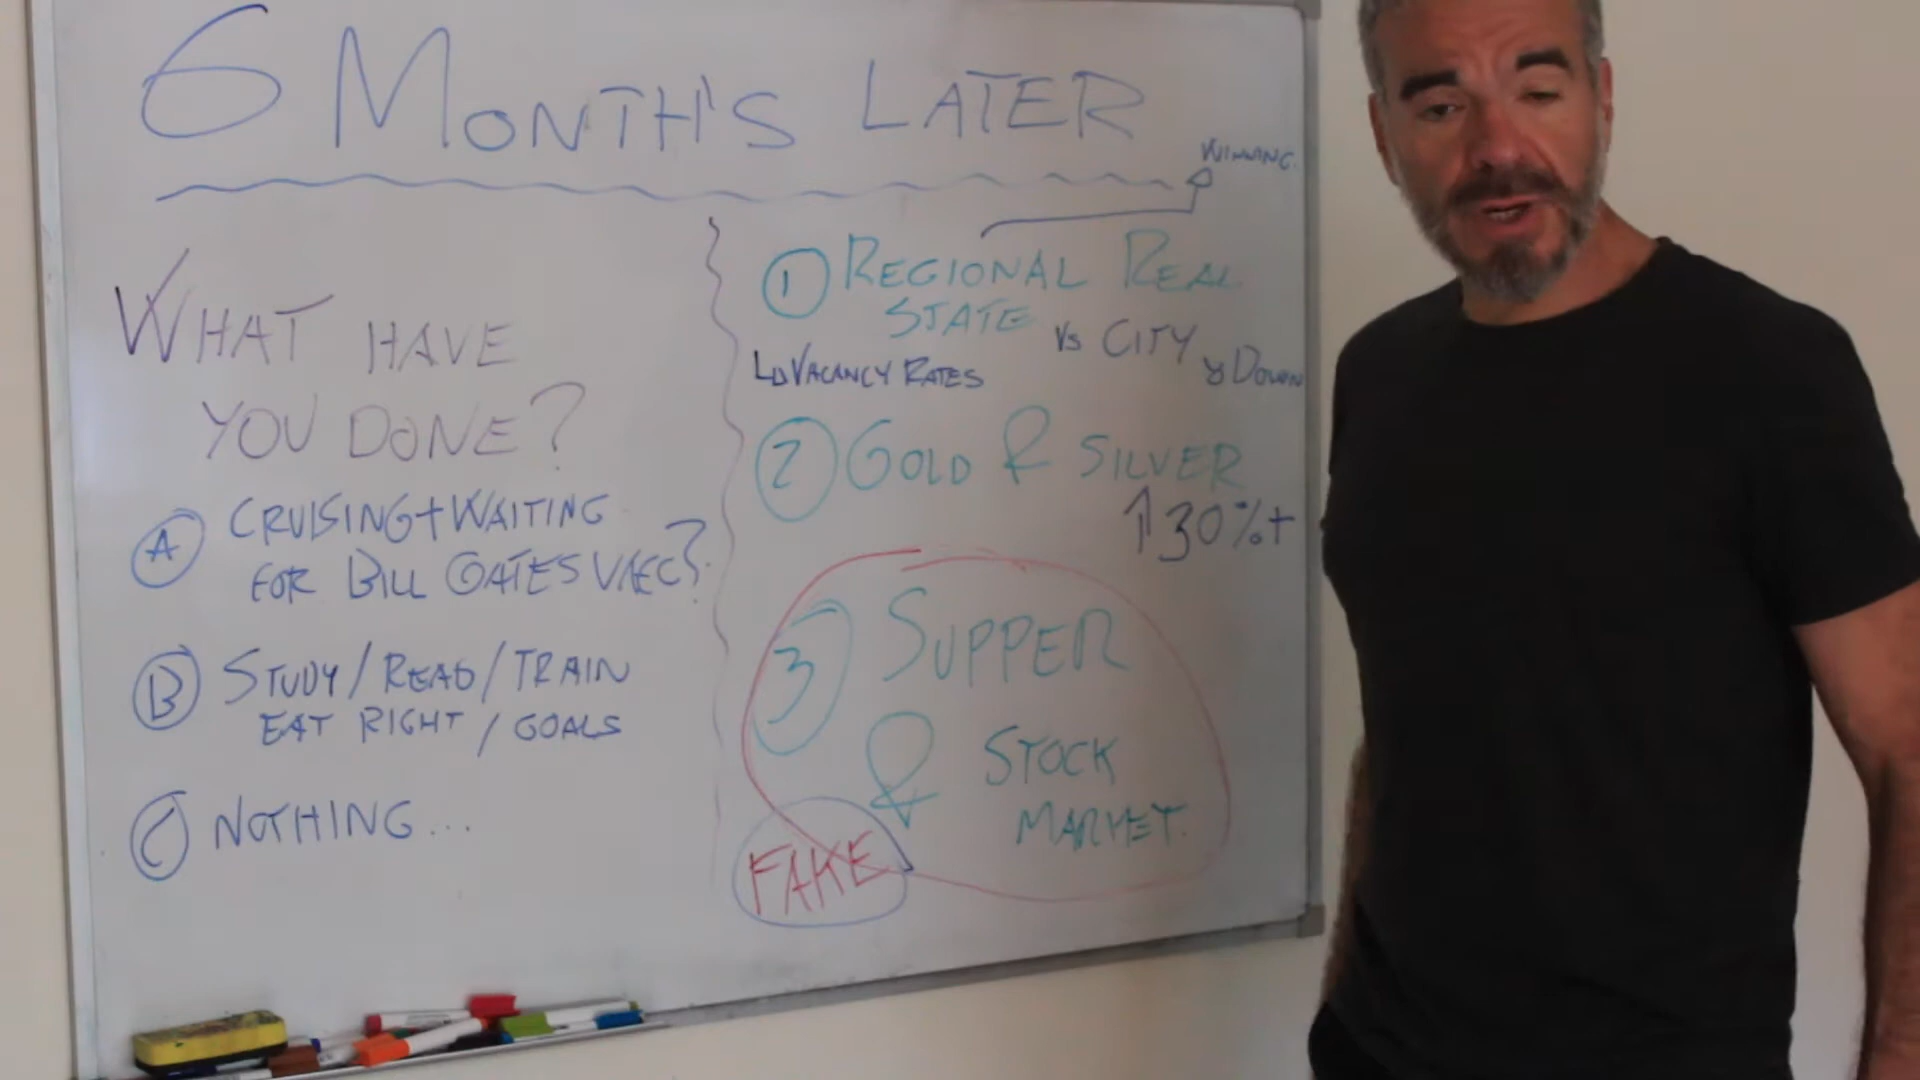 6 MONTH'S LATER
WHAT HAVE
YOU DONE?
A CRUISING+WAITING
FOR BILL GATES VACC?
B STUDY/READ/TRAIN
EAT RIGHT/GOALS
C NOTHING...
WINNING.
1 REGIONAL REAL
STATE VS CITY
↳ DOWN
↳ VACANCY RATES
2 GOLD & SILVER
↑30%+
3 SUPPER
& STOCK
MARKET.
FAKE